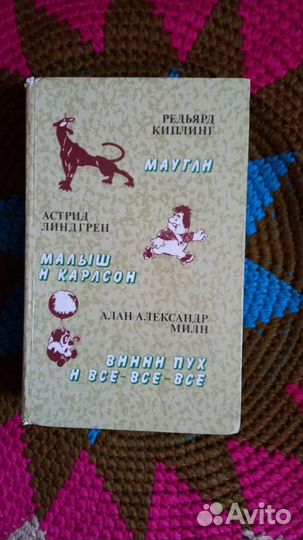 РЕДЬЯРД
КИПЛИНГ
МАУГЛИ
АСТРИД
ЛИНДГРЕН
МАЛЫШ
И КАРЛСОН
АЛАН АЛЕКСАНДР
МИЛН
ВИННИ ПУХ
И ВСЕ-ВСЕ-ВСЕ
Avito